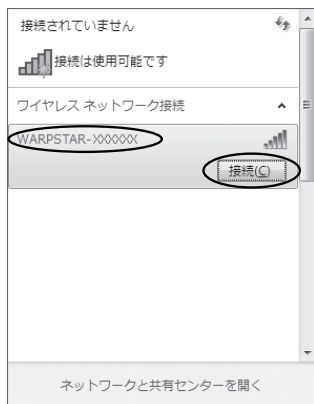 接続されていません
接続は使用可能です
ワイヤレス ネットワーク接続
WARPSTAR-XXXXXX
接続(C)
ネットワークと共有センターを開く